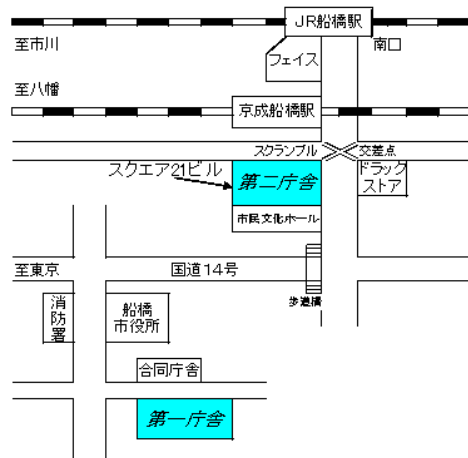 JR船橋駅
至市川
南口
フェイス
至八幡
京成船橋駅
スクランブル
交差点
スクエア21ビル
第二庁舎
ドラック
ストア
市民文化ホール
至東京
国道14号
歩道橋
消
防
署
船橋
市役所
合同庁舎
第一庁舎